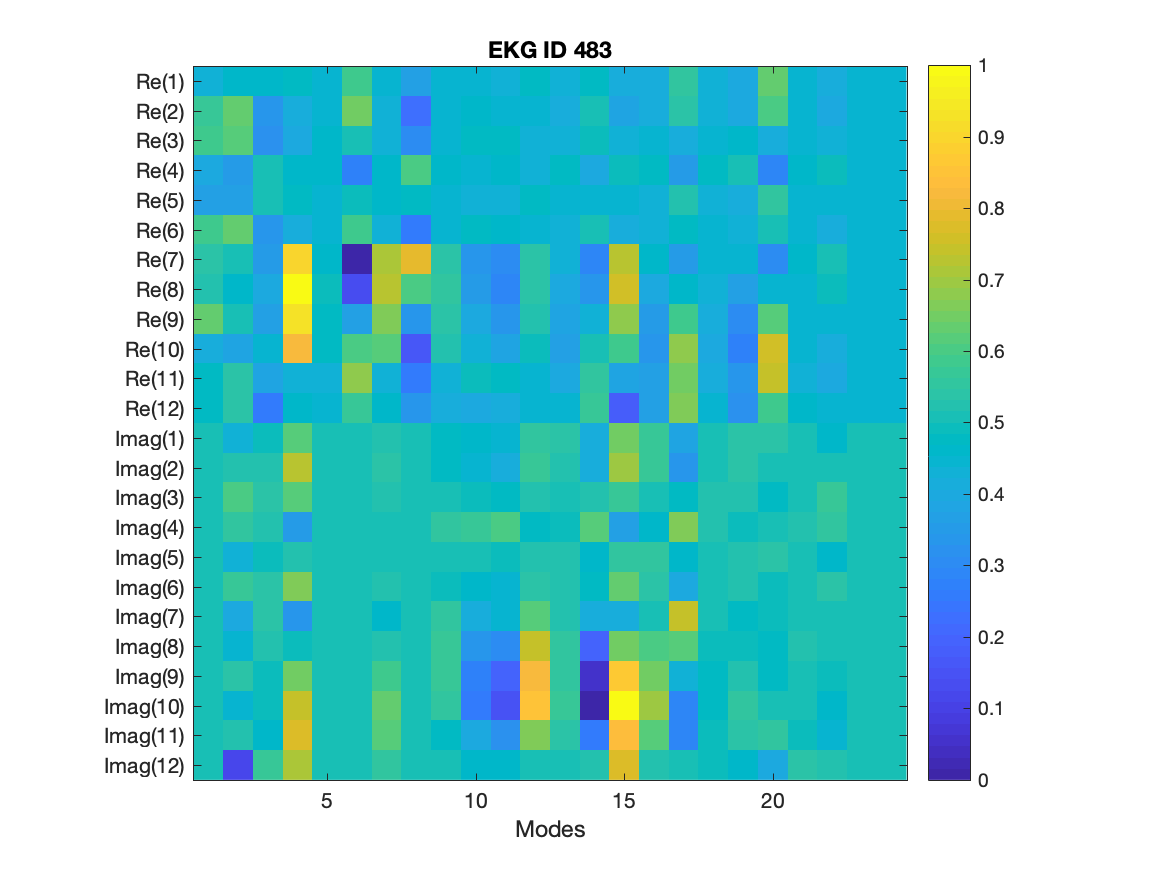 EKG ID 483
Re(1)
Re(2)
Re(3)
Re(4)
Re(5)
Re(6)
Re(7)
Re(8)
Re(9)
Re(10)
Re(11)
Re(12)
Imag(1)
Imag(2)
Imag(3)
Imag(4)
Imag(5)
Imag(6)
Imag(7)
Imag(8)
Imag(9)
Imag(10)
Imag(11)
Imag(12)
5 10 15 20
Modes
1
0.9
0.8
0.7
0.6
0.5
0.4
0.3
0.2
0.1
0